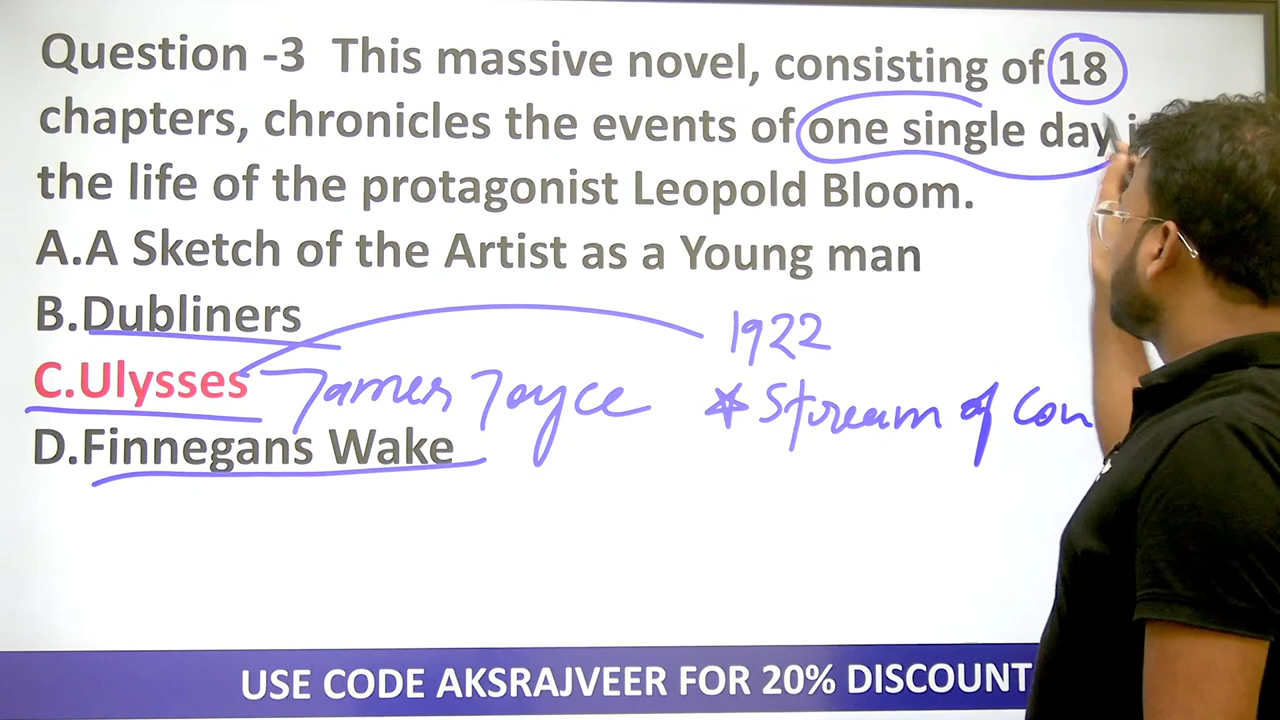 Question -3 This massive novel, consisting of 18
chapters, chronicles the events of one single day
the life of the protagonist Leopold Bloom.
A.A Sketch of the Artist as a Young man
B.Dubliners
1922
C.Ulysses James Joyce * Stream of Con
D.Finnegans Wake
USE CODE AKSRAJVEER FOR 20% DISCOUNT